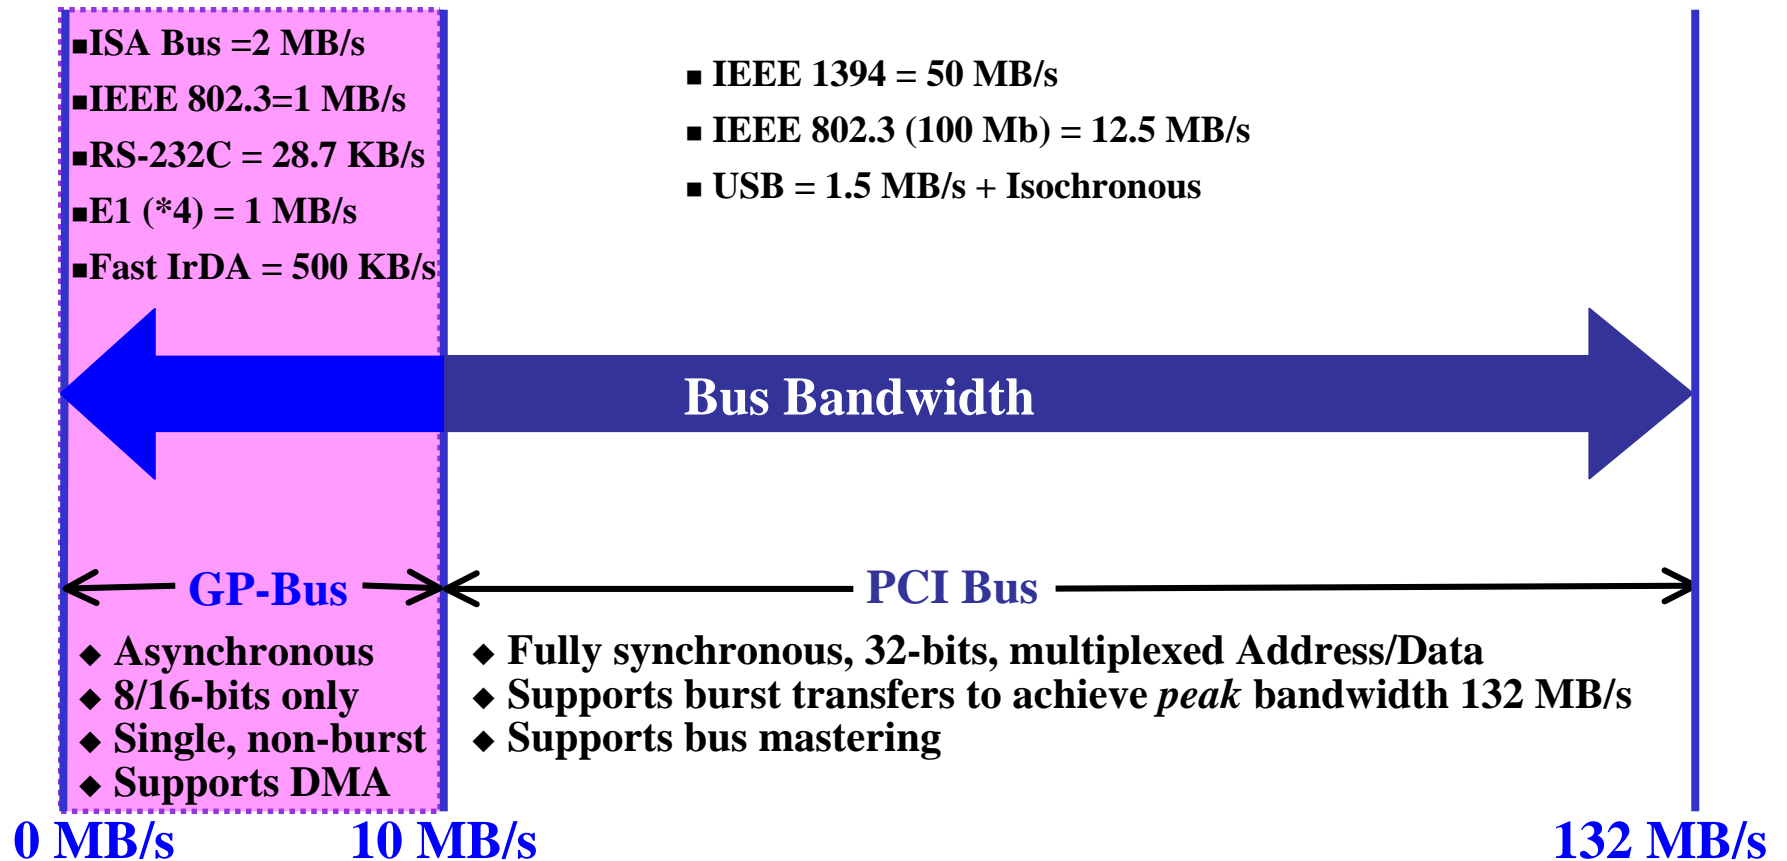 ■ISA Bus =2 MB/s
■IEEE 802.3=1 MB/s
■RS-232C = 28.7 KB/s
■E1 (*4) = 1 MB/s
■Fast IrDA = 500 KB/s
■ IEEE 1394 = 50 MB/s
■ IEEE 802.3 (100 Mb) = 12.5 MB/s
■ USB = 1.5 MB/s + Isochronous
Bus Bandwidth
GP-Bus
◆ Asynchronous
◆ 8/16-bits only
◆ Single, non-burst
◆ Supports DMA
PCI Bus
◆ Fully synchronous, 32-bits, multiplexed Address/Data
◆ Supports burst transfers to achieve peak bandwidth 132 MB/s
◆ Supports bus mastering
0 MB/s
10 MB/s
132 MB/s